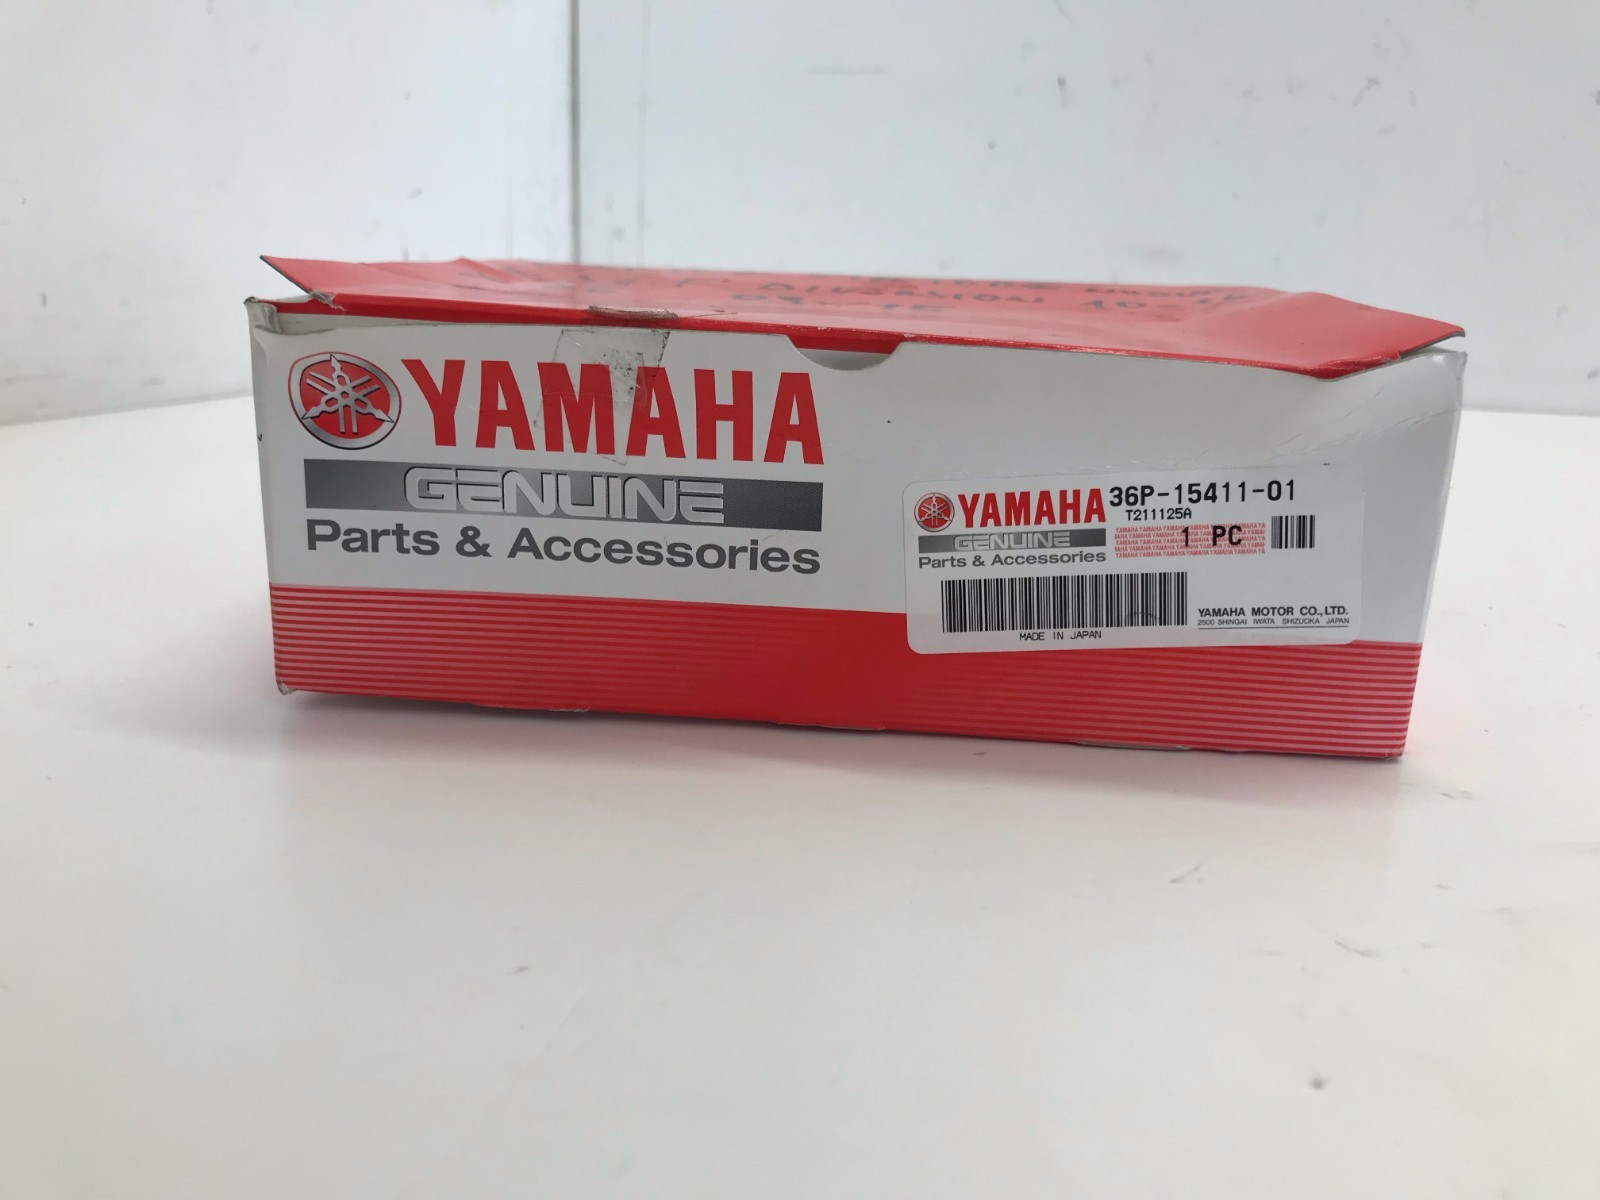 DIVERSION
YAMAHA
GENUINE
Parts & Accessories
YAMAHA 36P-15411-01
T211125A
GENUINE
1 PC
Parts & Accessories
YAMAHA MOTOR CO.,LTD.
2500 SHINGAI IWATA SHIZUOKA JAPAN
MADE IN JAPAN